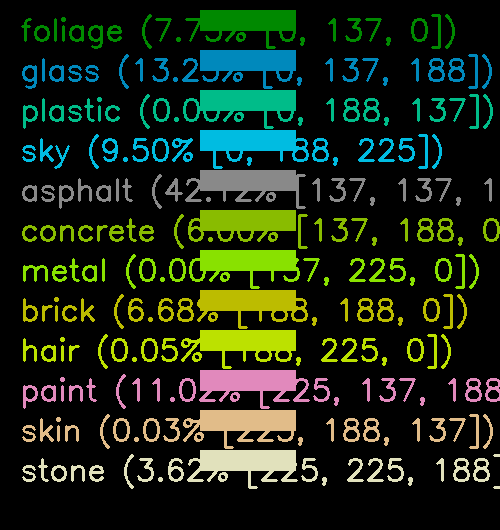 foliage (7.73% [0, 137, 0])
glass (13.25% [0, 137, 188])
plastic (0.00% [0, 188, 137])
sky (9.50% [0, 188, 225])
asphalt (42.12% [137, 137, 1
concrete (6.00% [137, 188, 0
metal (0.00% [137, 225, 0])
brick (6.68% [188, 188, 0])
hair (0.05% [188, 225, 0])
paint (11.02% [225, 137, 188
skin (0.03% [225, 188, 137])
stone (3.62% [225, 225, 188]